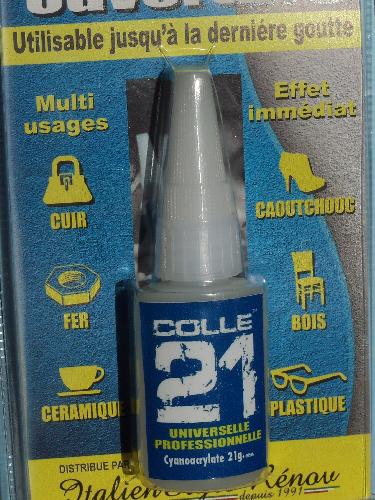 Utilisable jusqu'à la dernière goutte
Multi
usages
Effet
immédiat
CUIR
CAOUTCHOUC
FER
BOIS
CERAMIQUE
PLASTIQUE
COLLE
21
UNIVERSELLE
PROFESSIONNELLE
Cyanoacrylate 21g.
DISTRIBUÉ PAR
Italien
Rénov
depuis 1991